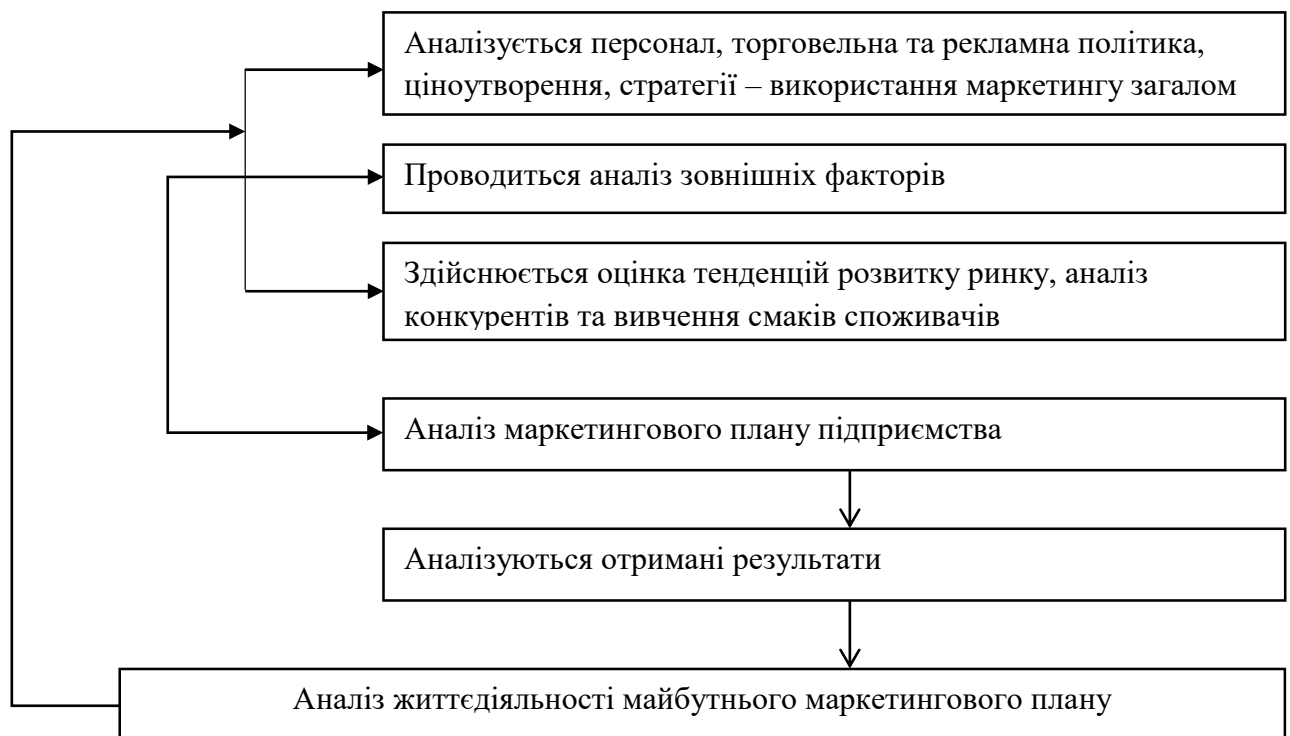 Аналізується персонал, торговельна та рекламна політика,
ціноутворення, стратегії – використання маркетингу загалом
Проводиться аналіз зовнішніх факторів
Здійснюється оцінка тенденцій розвитку ринку, аналіз
конкурентів та вивчення смаків споживачів
Аналіз маркетингового плану підприємства
Аналізуються отримані результати
Аналіз життєдіяльності майбутнього маркетингового плану